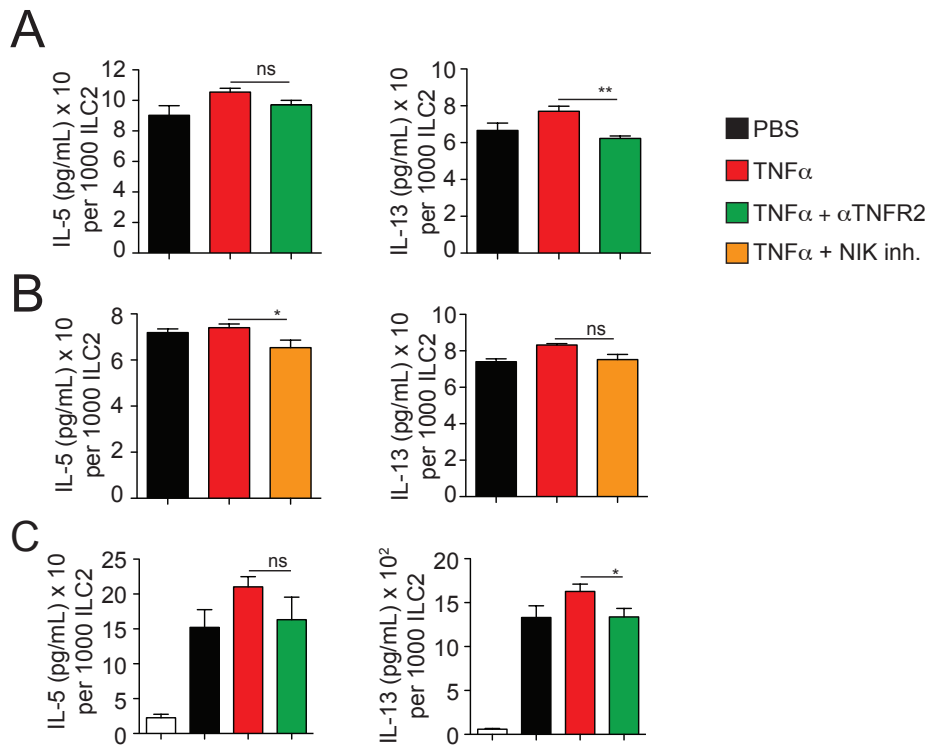 A
IL-5 (pg/mL) x 10
per 1000 ILC2
12
10
8
6
4
2
0
ns
IL-13 (pg/mL) x 10
per 1000 ILC2
10
8
6
4
2
0
**
PBS
TNFα
TNFα + αTNFR2
TNFα + NIK inh.
B
IL-5 (pg/mL) x 10
per 1000 ILC2
8
6
4
2
0
*
IL-13 (pg/mL) x 10
per 1000 ILC2
10
8
6
4
2
0
ns
C
IL-5 (pg/mL) x 10
per 1000 ILC2
25
20
15
10
5
0
ns
IL-13 (pg/mL) x 10²
per 1000 ILC2
20
15
10
5
0
*